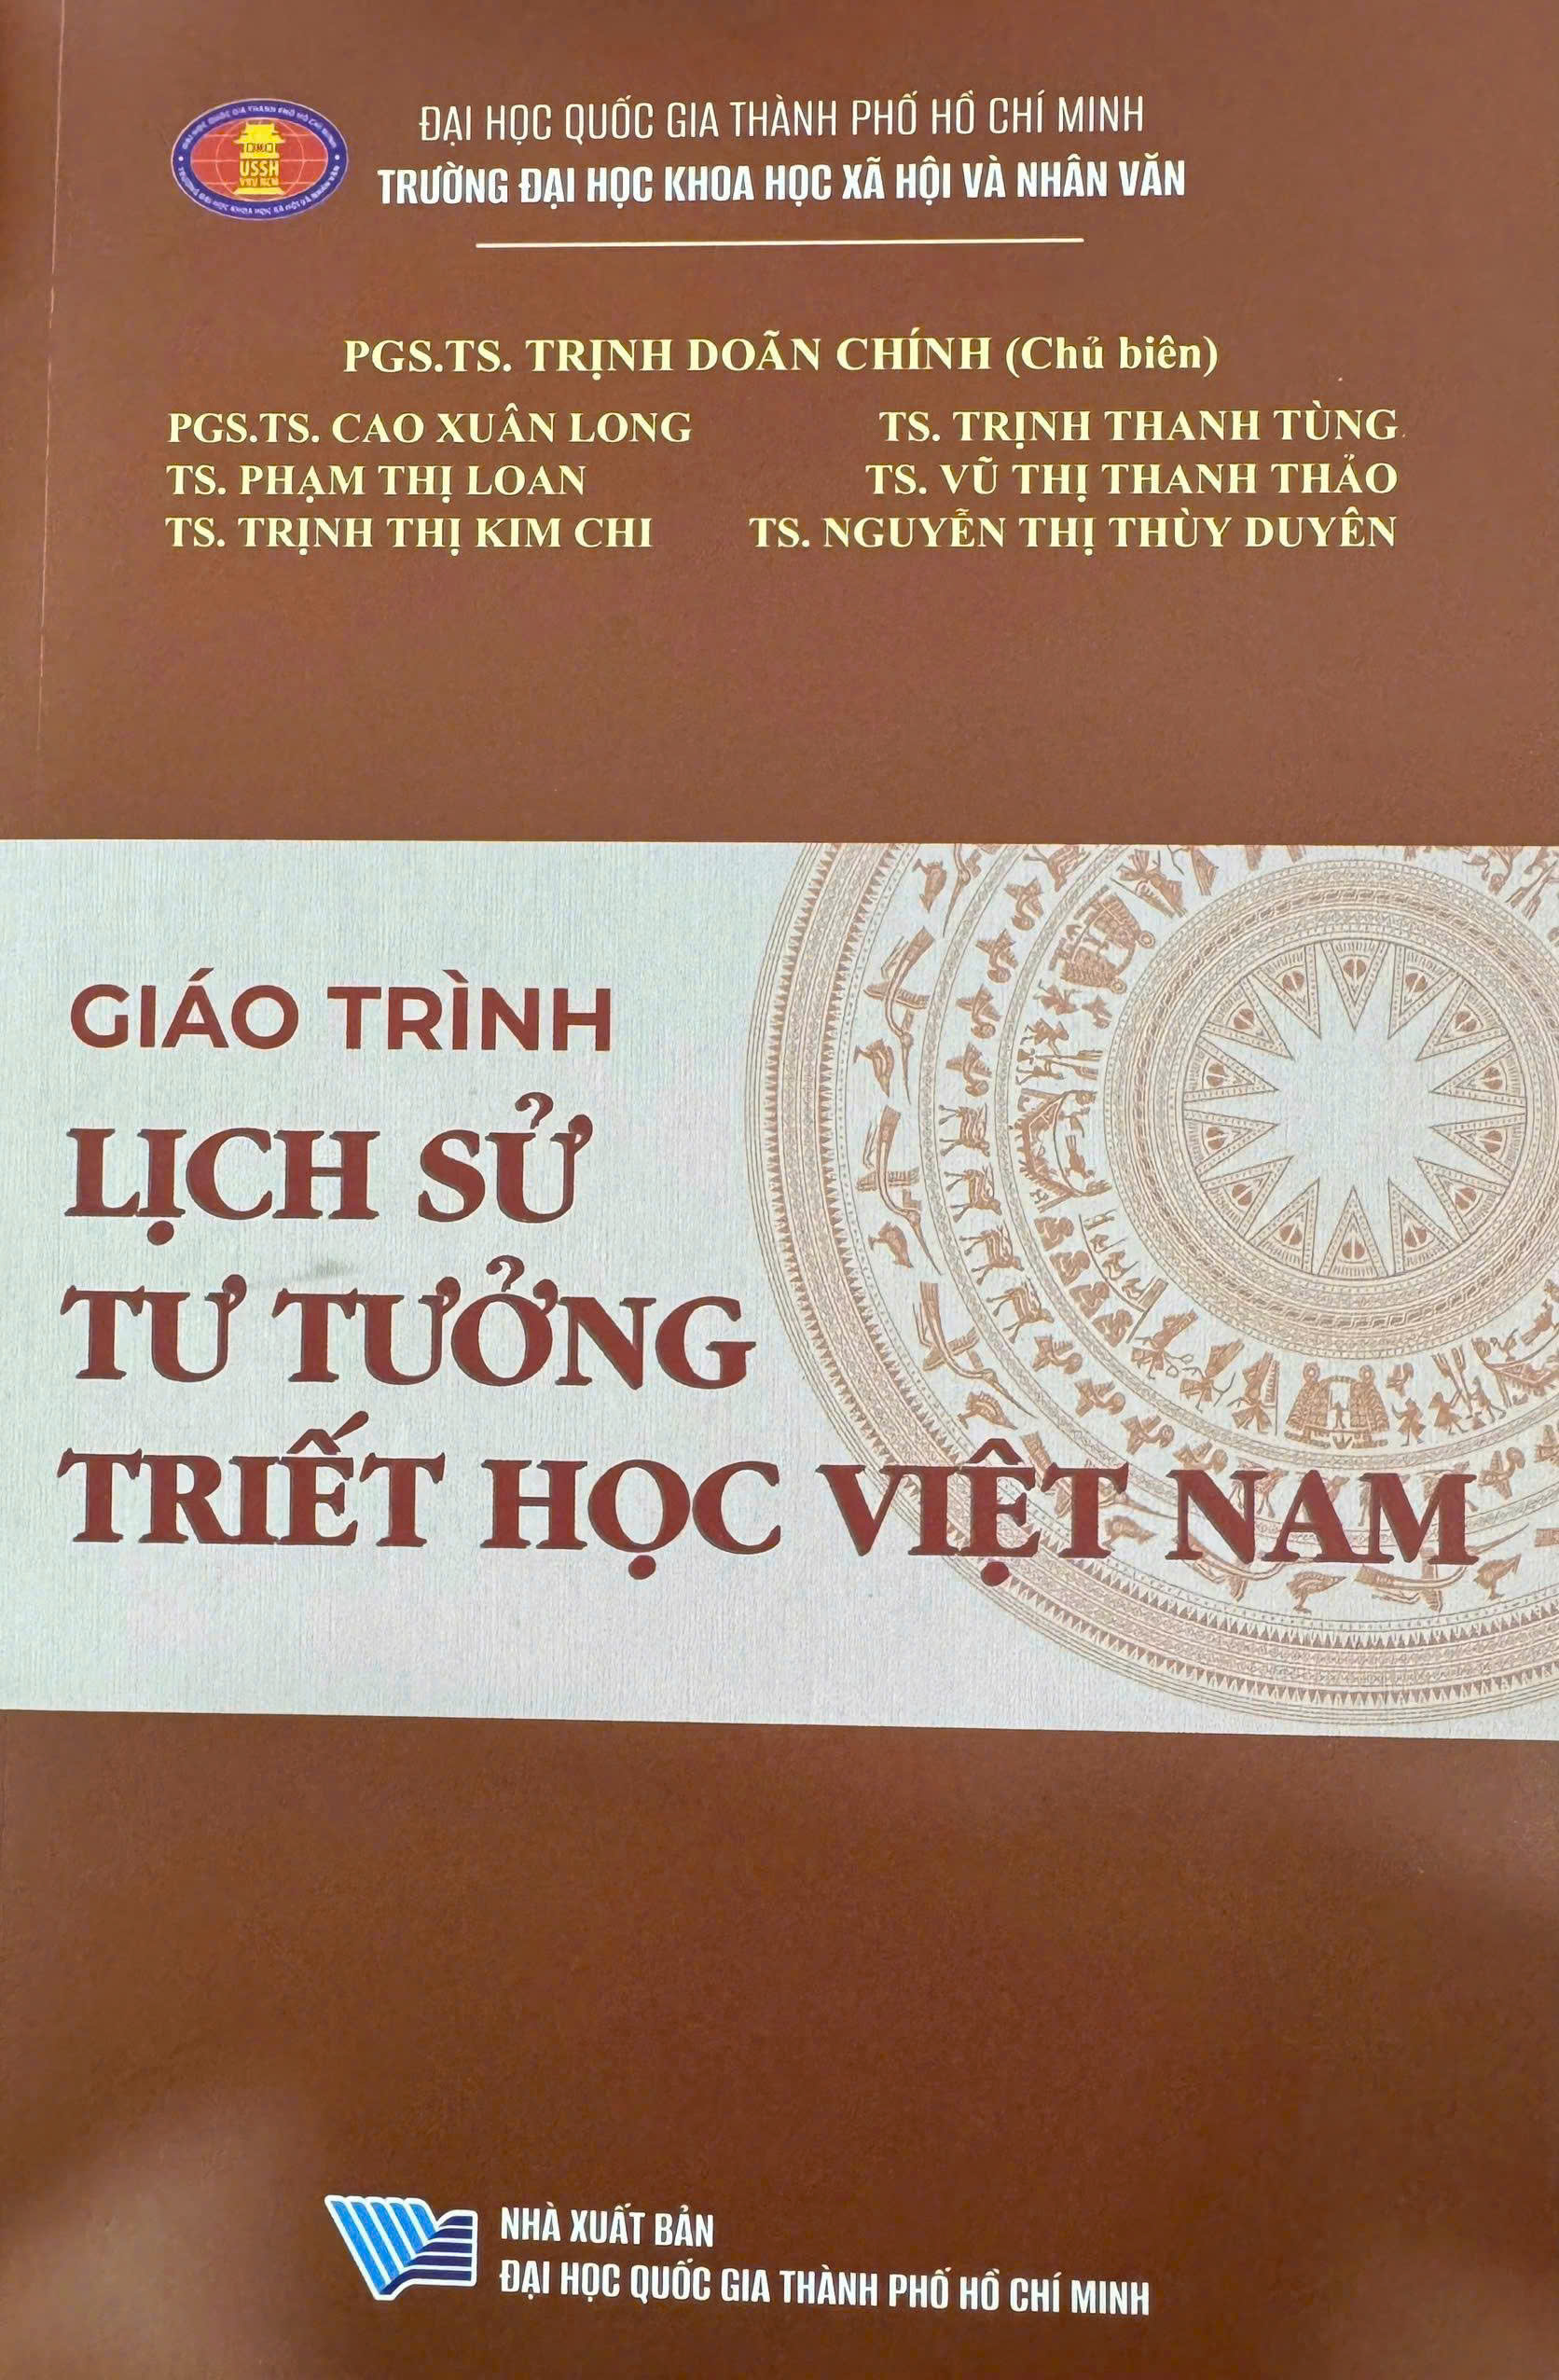 ĐẠI HỌC QUỐC GIA THÀNH PHỐ HỒ CHÍ MINH
TRƯỜNG ĐẠI HỌC KHOA HỌC XÃ HỘI VÀ NHÂN VĂN
USSH
VNU HCM
PGS.TS. TRỊNH DOÃN CHÍNH (Chủ biên)
PGS.TS. CAO XUÂN LONG TS. TRỊNH THANH TÙNG
TS. PHẠM THỊ LOAN TS. VŨ THỊ THANH THẢO
TS. TRỊNH THỊ KIM CHI TS. NGUYỄN THỊ THÙY DUYÊN
GIÁO TRÌNH
LỊCH SỬ
TƯ TƯỞNG
TRIẾT HỌC VIỆT NAM
NHÀ XUẤT BẢN
ĐẠI HỌC QUỐC GIA THÀNH PHỐ HỒ CHÍ MINH